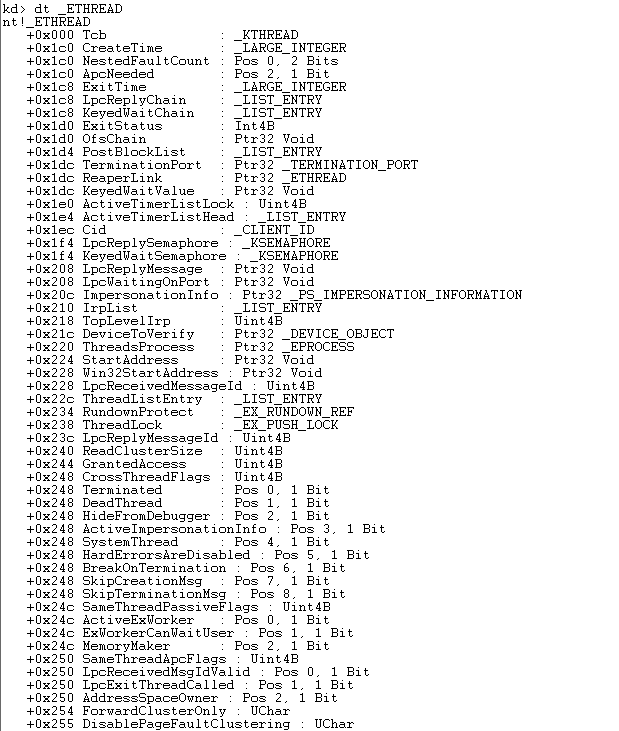 kd> dt _ETHREAD
nt!_ETHREAD
   +0x000 Tcb              : _KTHREAD
   +0x1c0 CreateTime       : _LARGE_INTEGER
   +0x1c0 NestedFaultCount : Pos 0, 2 Bits
   +0x1c0 ApcNeeded        : Pos 2, 1 Bit
   +0x1c8 ExitTime         : _LARGE_INTEGER
   +0x1c8 LpcReplyChain    : _LIST_ENTRY
   +0x1c8 KeyedWaitChain   : _LIST_ENTRY
   +0x1d0 ExitStatus       : Int4B
   +0x1d0 OfsChain         : Ptr32 Void
   +0x1d4 PostBlockList    : _LIST_ENTRY
   +0x1dc TerminationPort  : Ptr32 _TERMINATION_PORT
   +0x1dc ReaperLink       : Ptr32 _ETHREAD
   +0x1dc KeyedWaitValue   : Ptr32 Void
   +0x1e0 ActiveTimerListLock : Uint4B
   +0x1e4 ActiveTimerListHead : _LIST_ENTRY
   +0x1ec Cid              : _CLIENT_ID
   +0x1f4 LpcReplySemaphore : _KSEMAPHORE
   +0x1f4 KeyedWaitSemaphore : _KSEMAPHORE
   +0x208 LpcReplyMessage  : Ptr32 Void
   +0x208 LpcWaitingOnPort : Ptr32 Void
   +0x20c ImpersonationInfo : Ptr32 _PS_IMPERSONATION_INFORMATION
   +0x210 IrpList          : _LIST_ENTRY
   +0x218 TopLevelIrp      : Uint4B
   +0x21c DeviceToVerify   : Ptr32 _DEVICE_OBJECT
   +0x220 ThreadsProcess   : Ptr32 _EPROCESS
   +0x224 StartAddress     : Ptr32 Void
   +0x228 Win32StartAddress : Ptr32 Void
   +0x228 LpcReceivedMessageId : Uint4B
   +0x22c ThreadListEntry  : _LIST_ENTRY
   +0x234 RundownProtect   : _EX_RUNDOWN_REF
   +0x238 ThreadLock       : _EX_PUSH_LOCK
   +0x23c LpcReplyMessageId : Uint4B
   +0x240 ReadClusterSize  : Uint4B
   +0x244 GrantedAccess    : Uint4B
   +0x248 CrossThreadFlags : Uint4B
   +0x248 Terminated       : Pos 0, 1 Bit
   +0x248 DeadThread       : Pos 1, 1 Bit
   +0x248 HideFromDebugger : Pos 2, 1 Bit
   +0x248 ActiveImpersonationInfo : Pos 3, 1 Bit
   +0x248 SystemThread     : Pos 4, 1 Bit
   +0x248 HardErrorsAreDisabled : Pos 5, 1 Bit
   +0x248 BreakOnTermination : Pos 6, 1 Bit
   +0x248 SkipCreationMsg  : Pos 7, 1 Bit
   +0x248 SkipTerminationMsg : Pos 8, 1 Bit
   +0x24c SameThreadPassiveFlags : Uint4B
   +0x24c ActiveExWorker   : Pos 0, 1 Bit
   +0x24c ExWorkerCanWaitUser : Pos 1, 1 Bit
   +0x24c MemoryMaker      : Pos 2, 1 Bit
   +0x250 SameThreadApcFlags : Uint4B
   +0x250 LpcReceivedMsgIdValid : Pos 0, 1 Bit
   +0x250 LpcExitThreadCalled : Pos 1, 1 Bit
   +0x250 AddressSpaceOwner : Pos 2, 1 Bit
   +0x254 ForwardClusterOnly : UChar
   +0x255 DisablePageFaultClustering : UChar